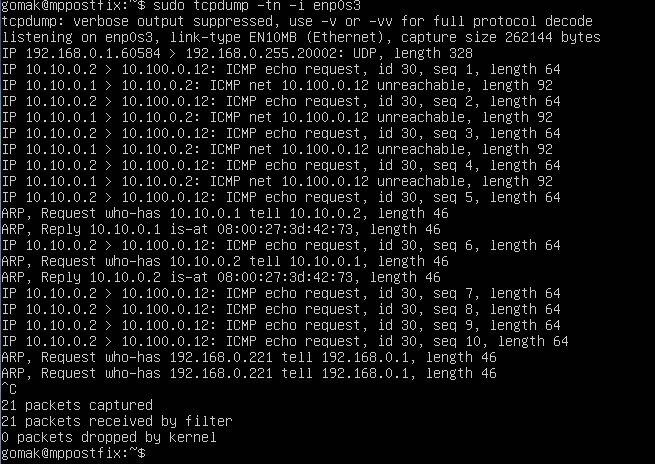 gomak@mppostfix:~$ sudo tcpdump -tn -i enp0s3
tcpdump: verbose output suppressed, use -v or -vv for full protocol decode
listening on enp0s3, link-type EN10MB (Ethernet), capture size 262144 bytes
IP 192.168.0.1.60584 > 192.168.0.255.20002: UDP, length 328
IP 10.10.0.2 > 10.100.0.12: ICMP echo request, id 30, seq 1, length 64
IP 10.10.0.1 > 10.10.0.2: ICMP net 10.100.0.12 unreachable, length 92
IP 10.10.0.2 > 10.100.0.12: ICMP echo request, id 30, seq 2, length 64
IP 10.10.0.1 > 10.10.0.2: ICMP net 10.100.0.12 unreachable, length 92
IP 10.10.0.2 > 10.100.0.12: ICMP echo request, id 30, seq 3, length 64
IP 10.10.0.1 > 10.10.0.2: ICMP net 10.100.0.12 unreachable, length 92
IP 10.10.0.2 > 10.100.0.12: ICMP echo request, id 30, seq 4, length 64
IP 10.10.0.1 > 10.10.0.2: ICMP net 10.100.0.12 unreachable, length 92
IP 10.10.0.2 > 10.100.0.12: ICMP echo request, id 30, seq 5, length 64
ARP, Request who-has 10.10.0.1 tell 10.10.0.2, length 46
ARP, Reply 10.10.0.1 is-at 08:00:27:3d:42:73, length 46
IP 10.10.0.2 > 10.100.0.12: ICMP echo request, id 30, seq 6, length 64
ARP, Request who-has 10.10.0.2 tell 10.10.0.1, length 46
ARP, Reply 10.10.0.2 is-at 08:00:27:3d:42:73, length 46
IP 10.10.0.2 > 10.100.0.12: ICMP echo request, id 30, seq 7, length 64
IP 10.10.0.2 > 10.100.0.12: ICMP echo request, id 30, seq 8, length 64
IP 10.10.0.2 > 10.100.0.12: ICMP echo request, id 30, seq 9, length 64
IP 10.10.0.2 > 10.100.0.12: ICMP echo request, id 30, seq 10, length 64
ARP, Request who-has 192.168.0.221 tell 192.168.0.1, length 46
ARP, Request who-has 192.168.0.221 tell 192.168.0.1, length 46
^C
21 packets captured
21 packets received by filter
0 packets dropped by kernel
gomak@mppostfix:~$